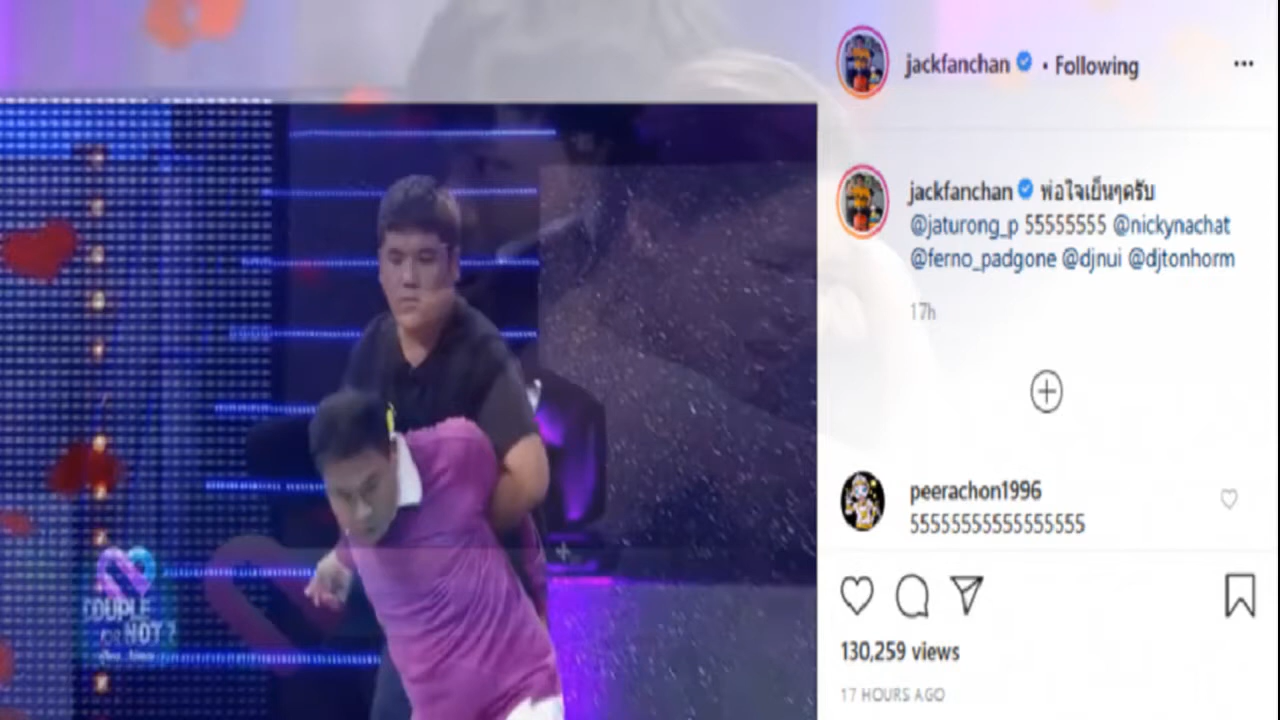 jackfanchan • Following
jackfanchan พ่อใจเย็นๆครับ
@jaturong_p 55555555 @nickynachat
@ferno_padgone @djnui @djtonhorm
17h
peerachon1996
55555555555555555
130,259 views
17 HOURS AGO
COUPLE
OR NOT ?